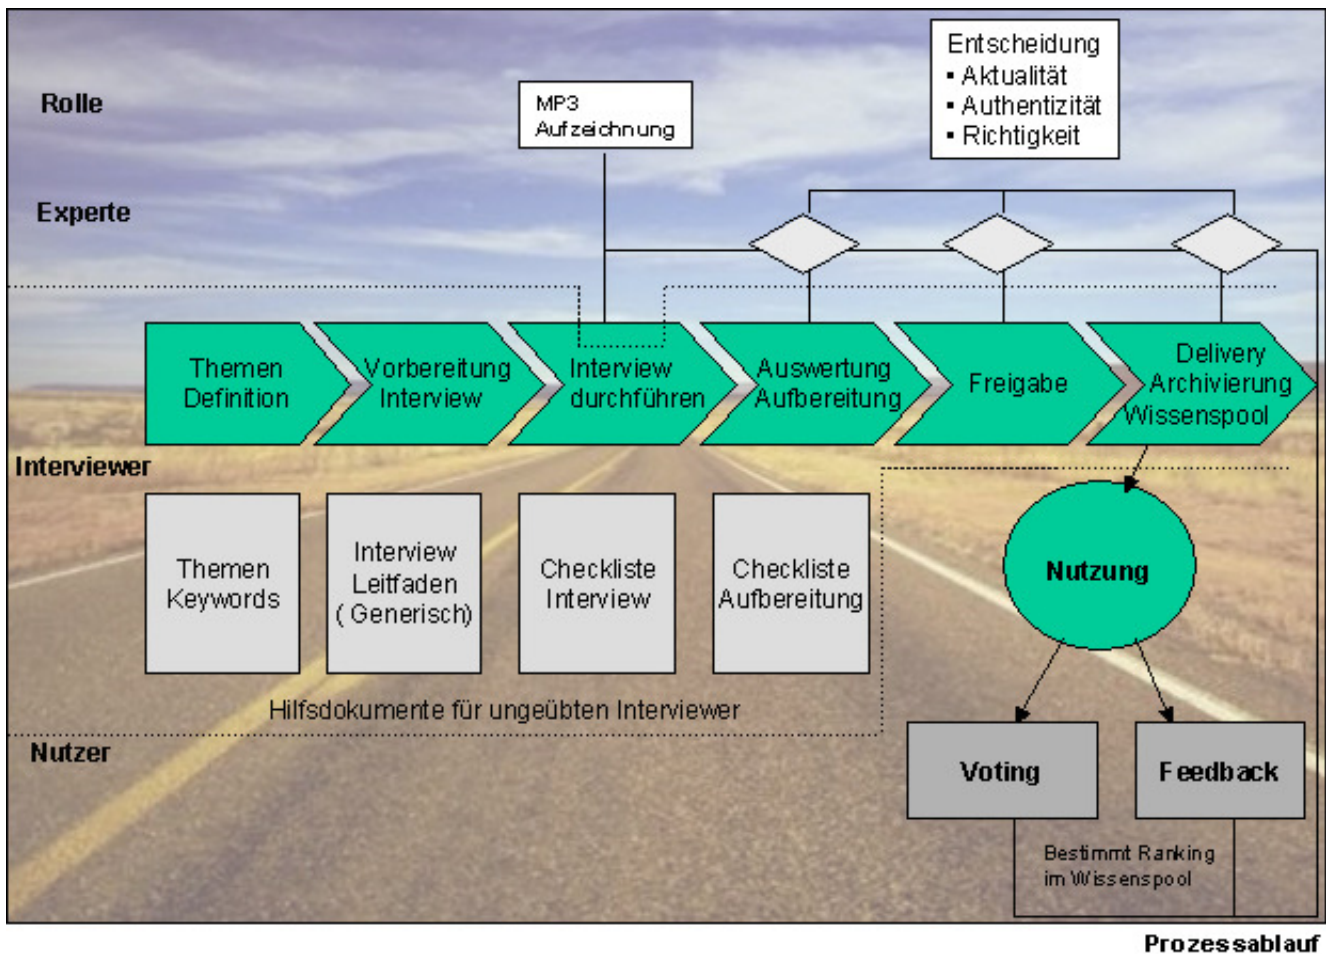 Rolle
MP3
Aufzeichnung
Entscheidung
▪ Aktualität
▪ Authentizität
▪ Richtigkeit
Experte
Themen
Definition
Vorbereitung
Interview
Interview
durchführen
Auswertung
Aufbereitung
Freigabe
Delivery
Archivierung
Wissenspool
Interviewer
Themen
Keywords
Interview
Leitfaden
( Generisch)
Checkliste
Interview
Checkliste
Aufbereitung
Nutzung
Hilfsdokumente für ungeübten Interviewer
Nutzer
Voting
Feedback
Bestimmt Ranking
im Wissenspool
Prozessablauf